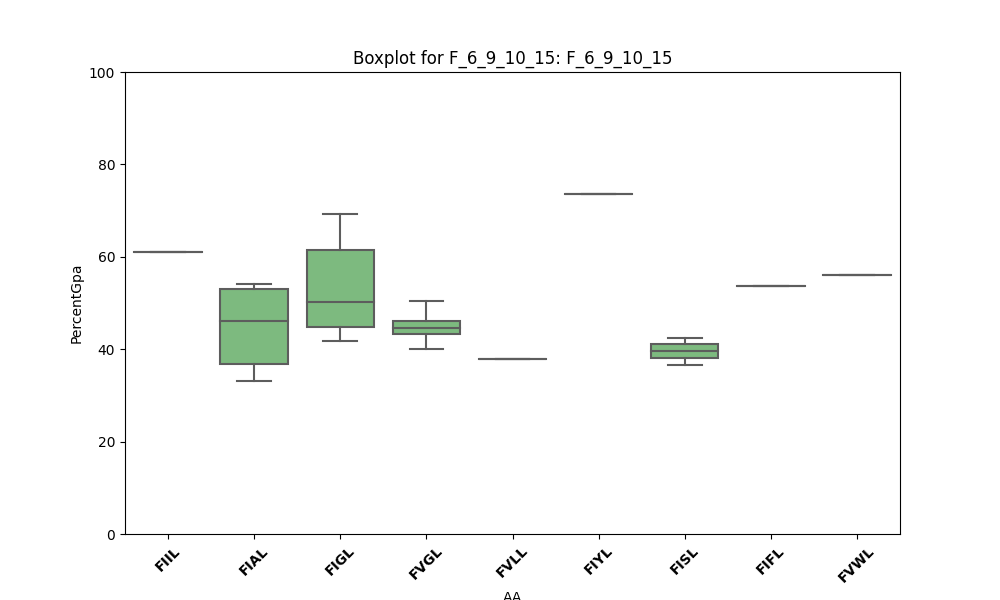 Boxplot for F_6_9_10_15: F_6_9_10_15
100
80
60
40
20
0
PercentGpa
FIIL
FIAL
FIGL
FVGL
FVLL
FIYL
FISL
FIFL
FVWL
AA